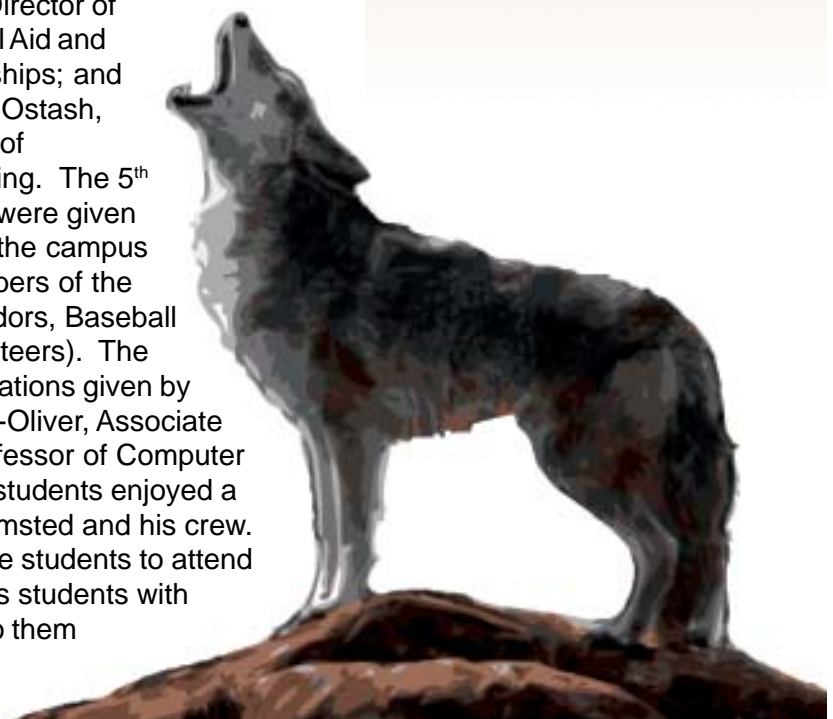 Director of
l Aid and
ships; and
Ostash,
of
ing. The 5th
were given
the campus
bers of the
dors, Baseball
teers). The
ations given by
-Oliver, Associate
fessor of Computer
students enjoyed a
msted and his crew.
e students to attend
s students with
o them